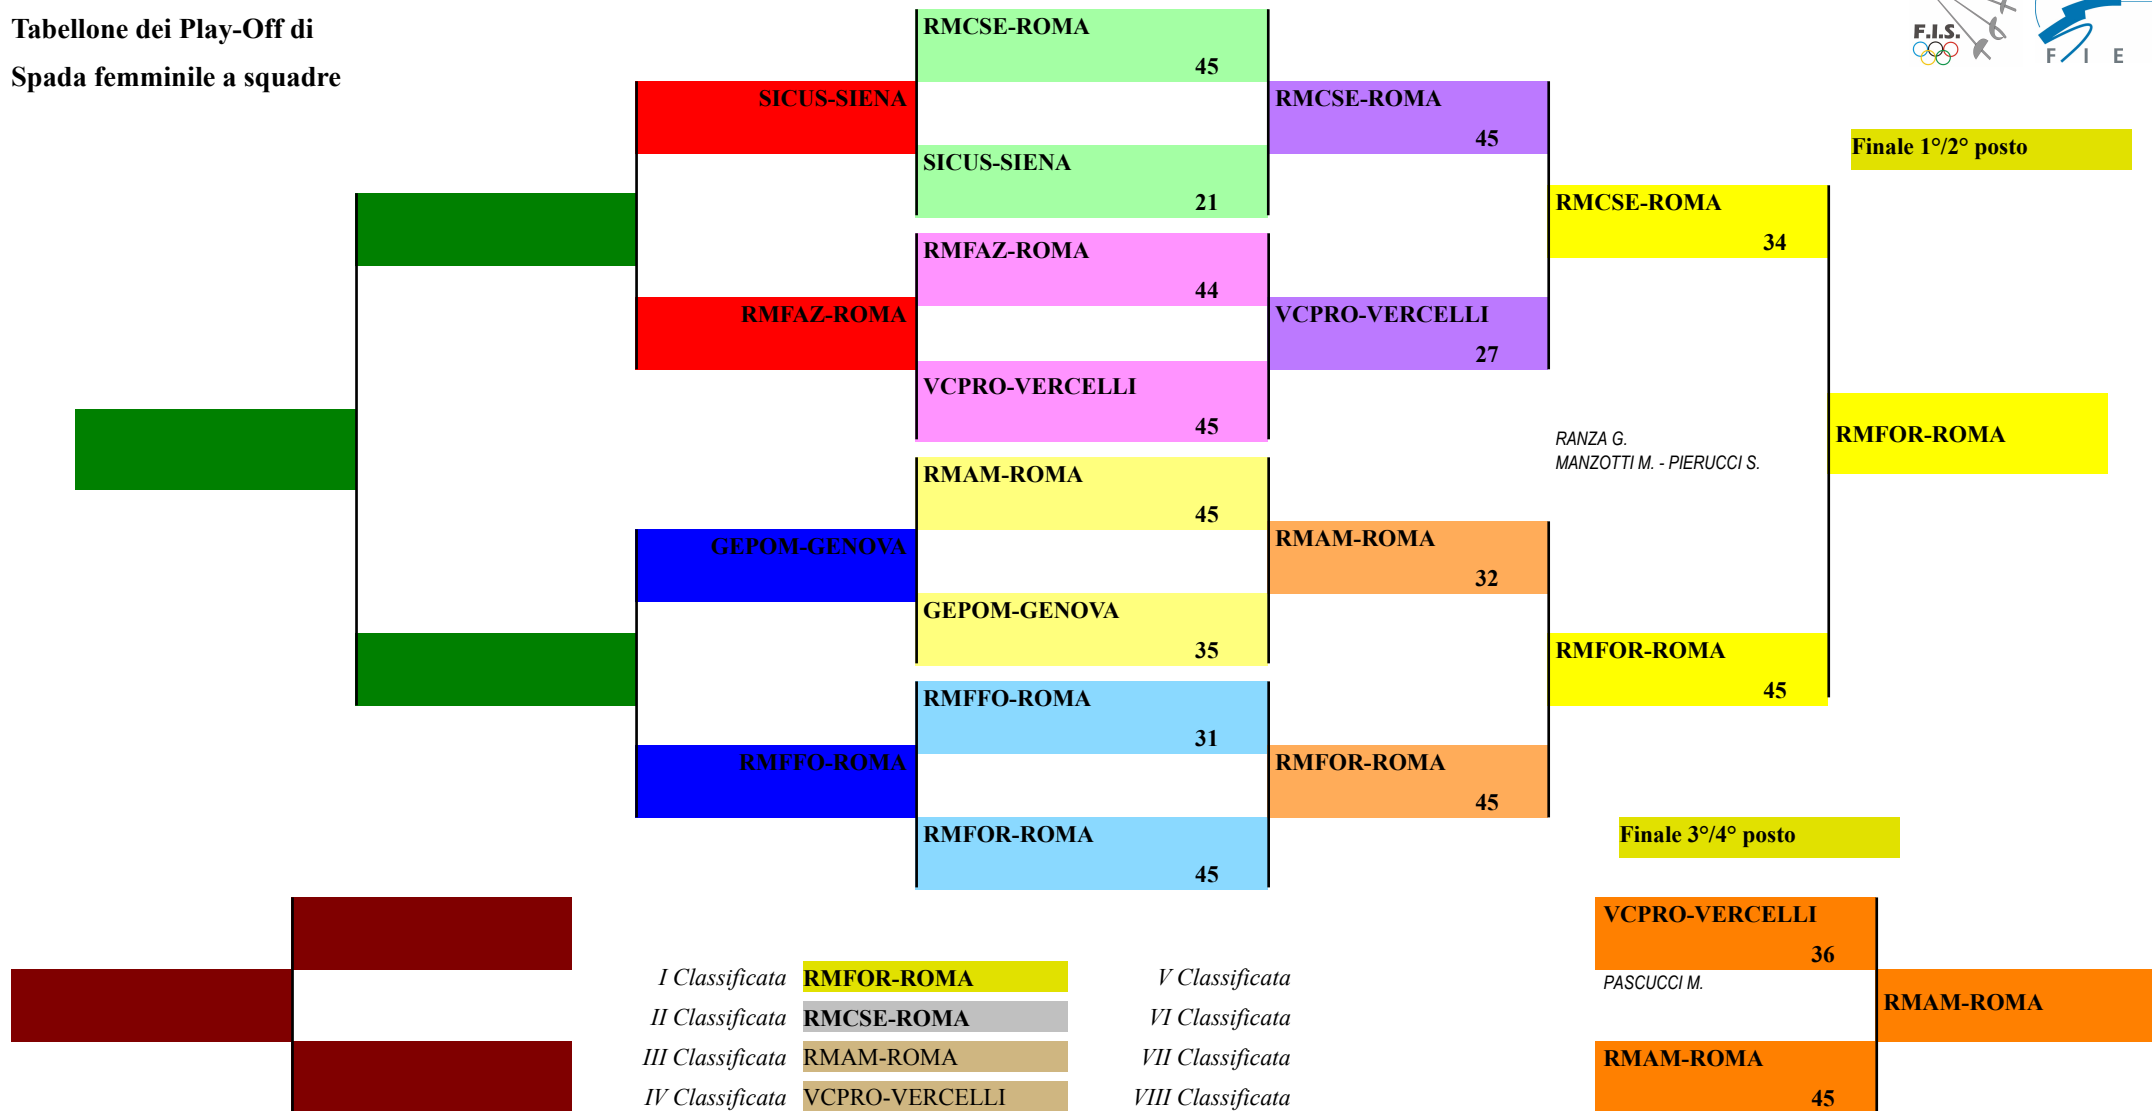 Tabellone dei Play-Off di
Spada femminile a squadre
F.I.S.
F I E
RMCSE-ROMA
45
SICUS-SIENA
21
RMFAZ-ROMA
44
VCPRO-VERCELLI
45
RMAM-ROMA
45
GEPOM-GENOVA
35
RMFFO-ROMA
31
RMFOR-ROMA
45
SICUS-SIENA
RMFAZ-ROMA
GEPOM-GENOVA
RMFFO-ROMA
RMCSE-ROMA
45
VCPRO-VERCELLI
27
RMAM-ROMA
32
RMFOR-ROMA
45
Finale 1°/2° posto
RMCSE-ROMA
34
RANZA G.
MANZOTTI M. - PIERUCCI S.
RMFOR-ROMA
RMFOR-ROMA
45
Finale 3°/4° posto
VCPRO-VERCELLI
36
PASCUCCI M.
RMAM-ROMA
RMAM-ROMA
45
I Classificata RMFOR-ROMA
II Classificata RMCSE-ROMA
III Classificata RMAM-ROMA
IV Classificata VCPRO-VERCELLI
V Classificata
VI Classificata
VII Classificata
VIII Classificata